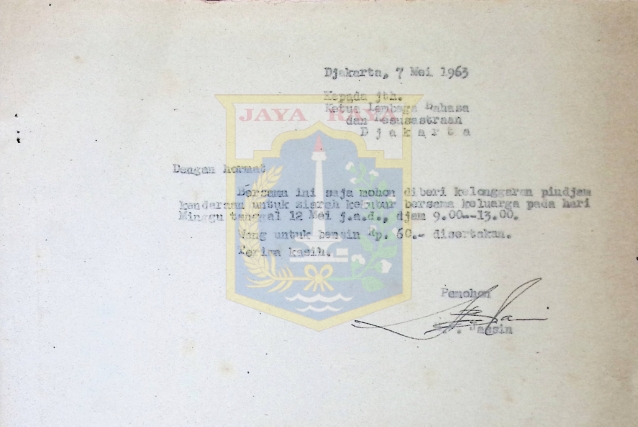 Djakarta, 7 Mei 1963
Kepada jth.
Ketua Lembaga Bahasa
dan Kesusastraan
D j a k a r t a
JAYA RAYA
Dengan hormat
Bersama ini saja mohon diberi kelonggaran pindjam
kendaraan untuk ziarah kekubur bersama keluarga pada hari
Minggu tanggal 12 Mei j.a.d., djam 9.00--13.00.
Wang untuk bensin Rp. 60.- disertakan.
Terima kasih.
Pemohon
Jassin